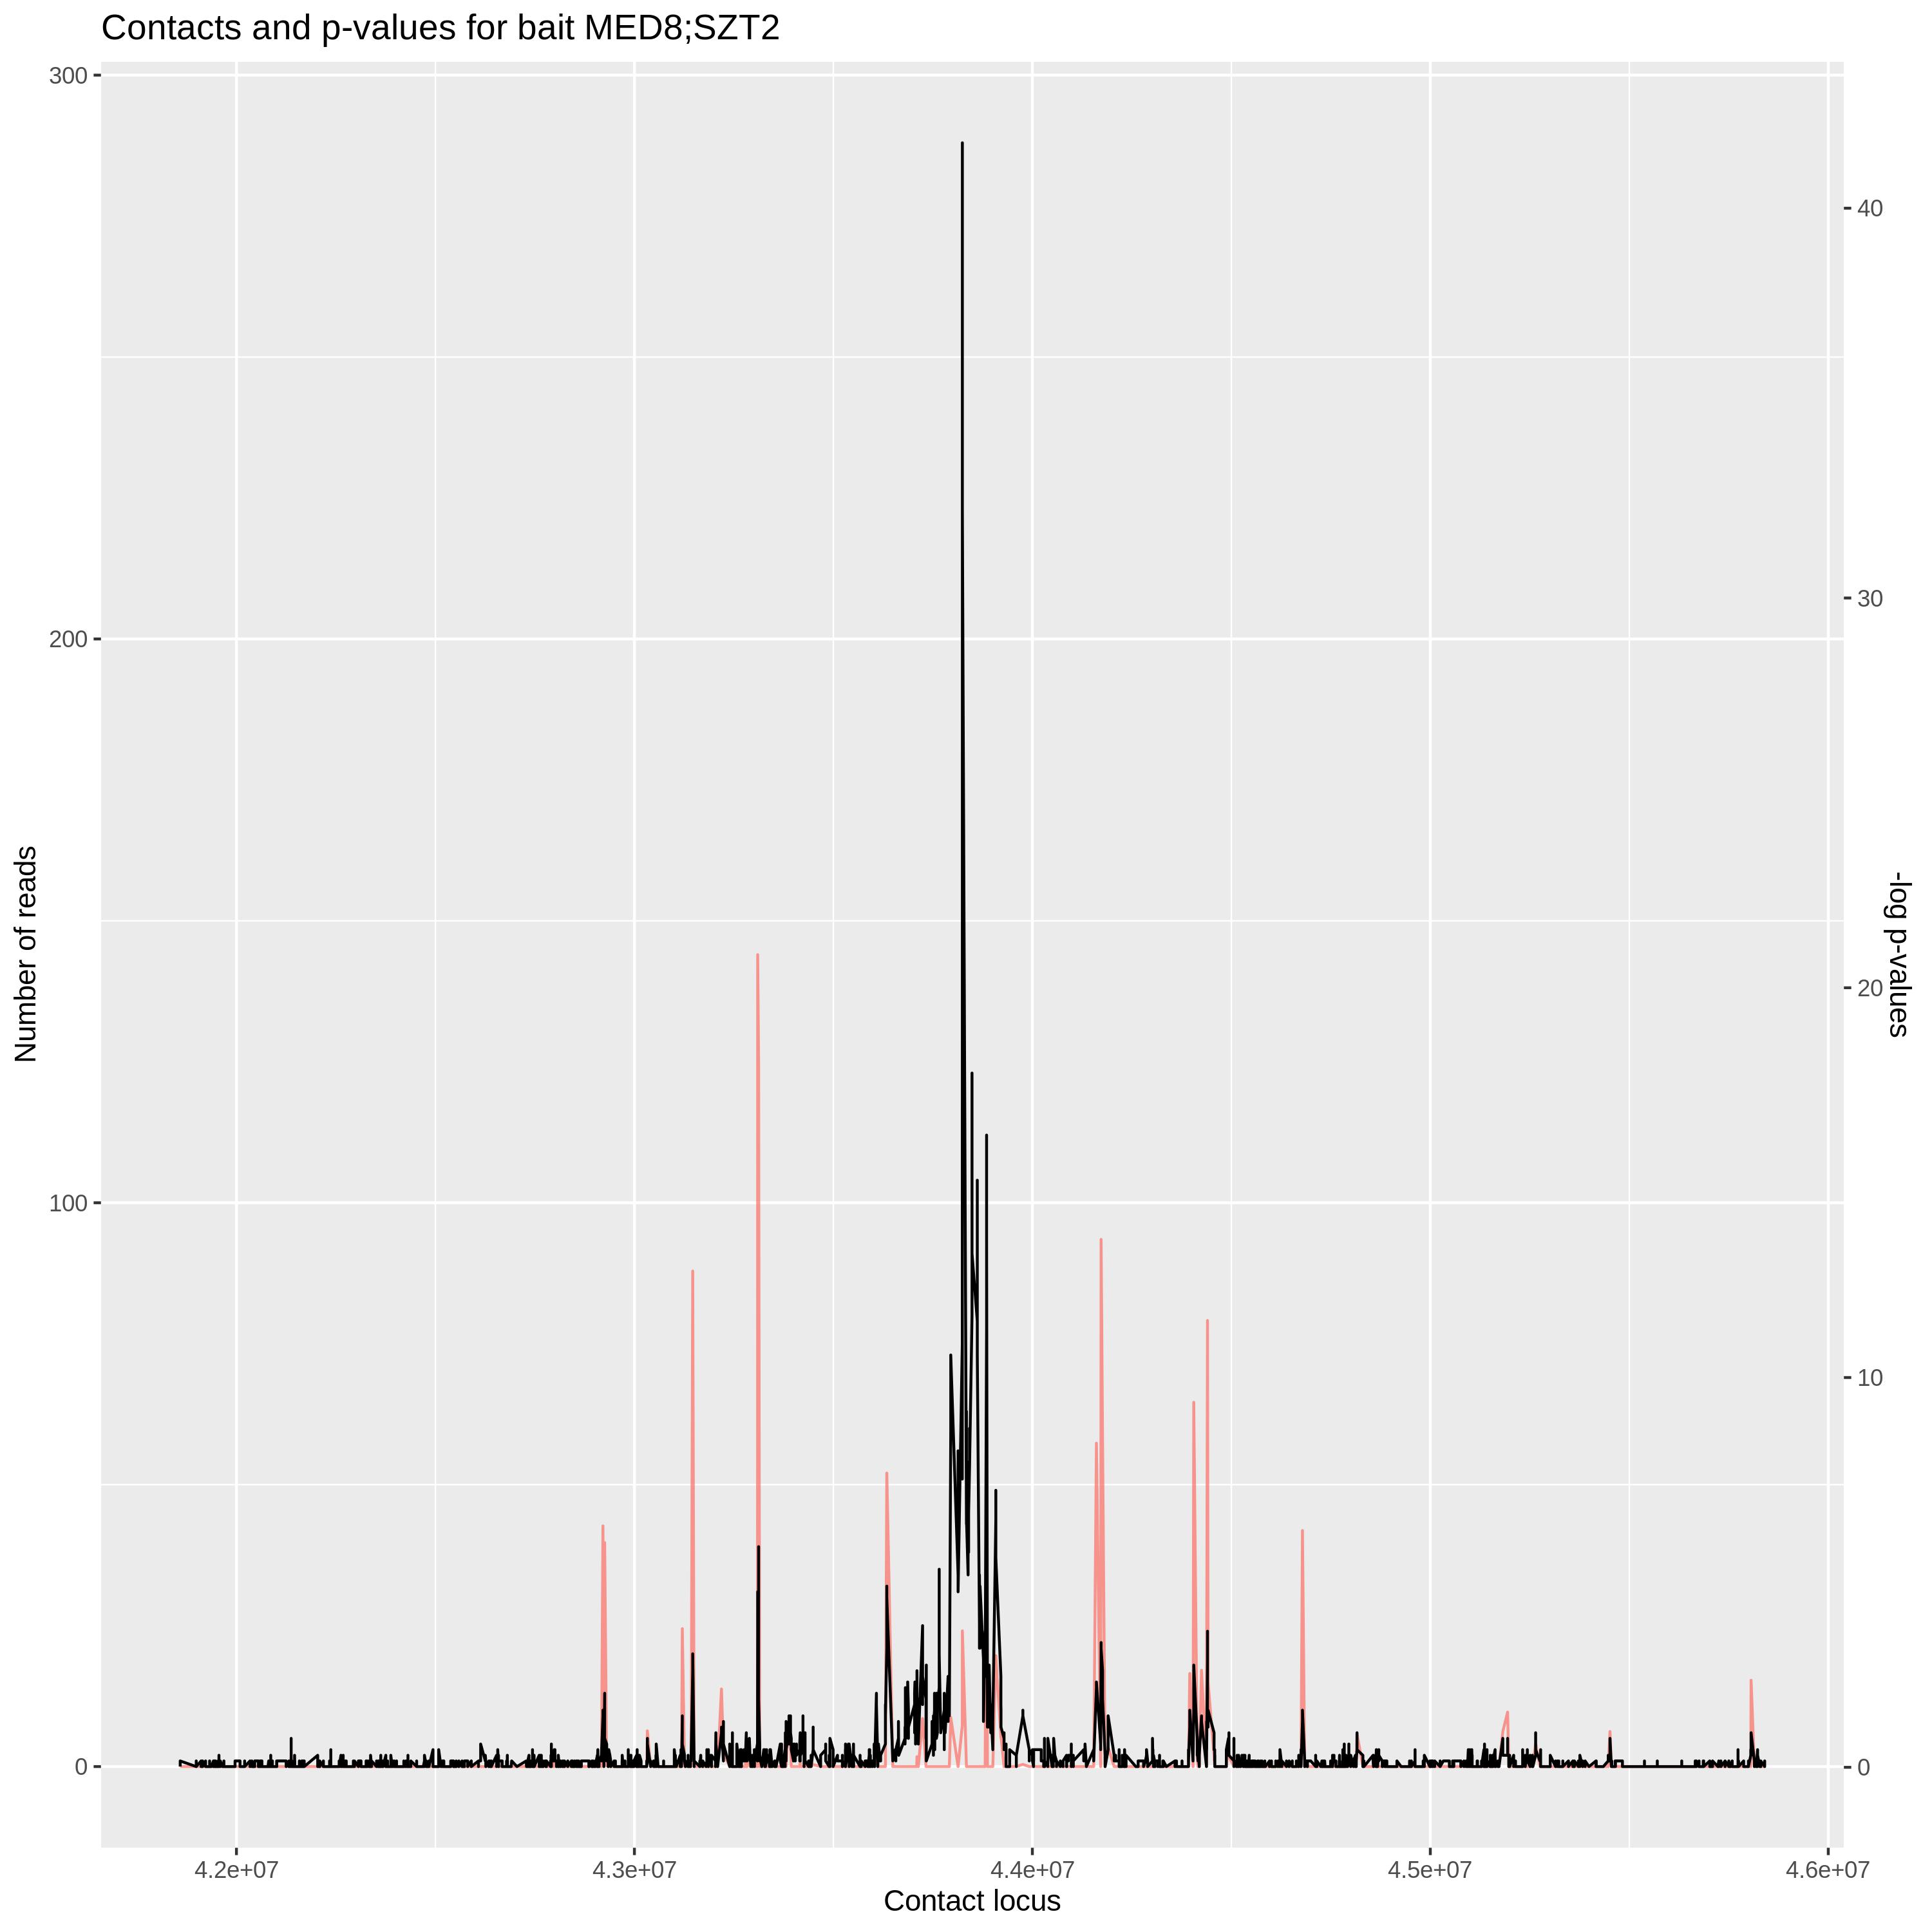 Contacts and p-values for bait MED8;SZT2
300
200
100
0
Number of reads
40
30
20
10
0
-log p-values
4.2e+07
4.3e+07
4.4e+07
4.5e+07
4.6e+07
Contact locus